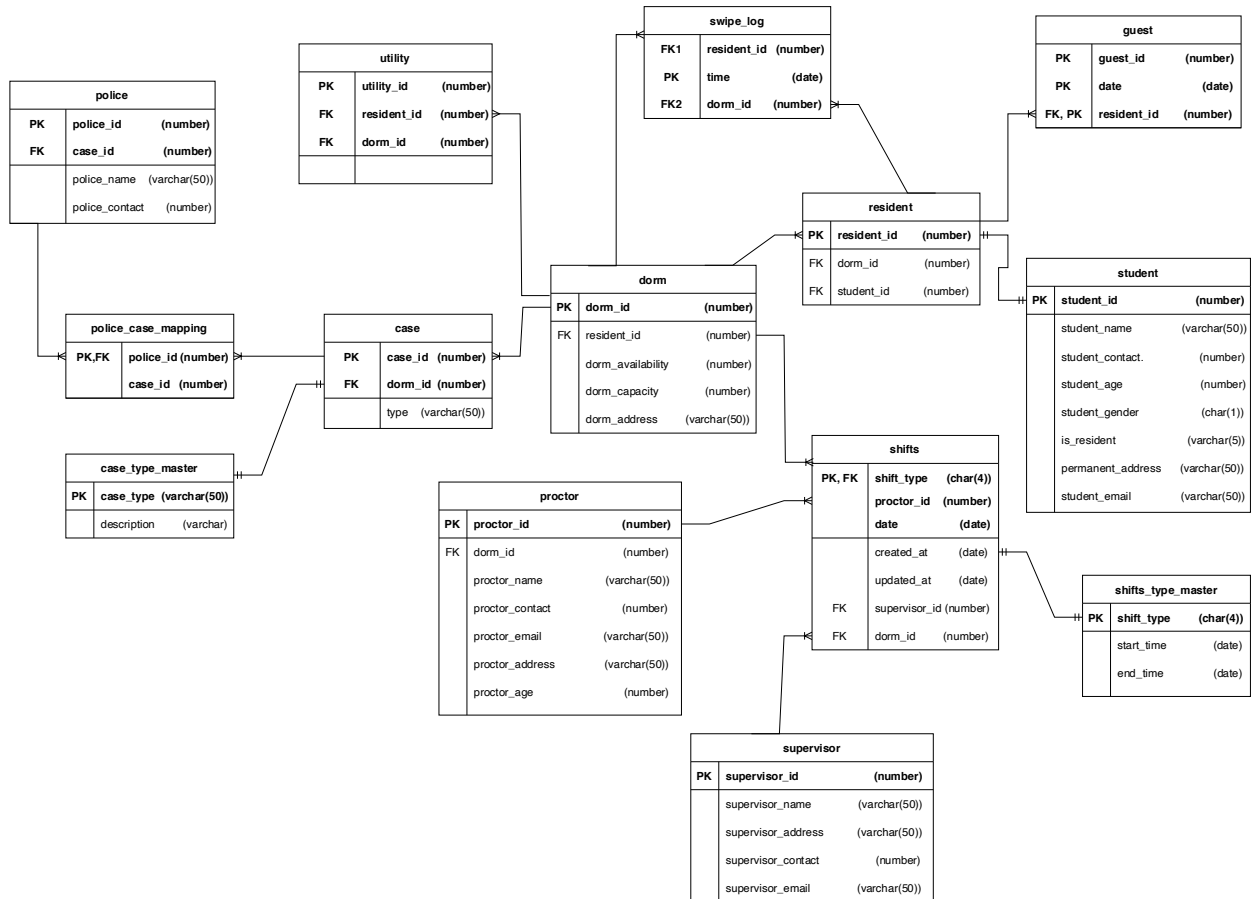 swipe_log
FK1 resident_id (number)
PK time (date)
FK2 dorm_id (number)
guest
PK guest_id (number)
PK date (date)
FK, PK resident_id (number)
utility
PK utility_id (number)
FK resident_id (number)
FK dorm_id (number)
police
PK police_id (number)
FK case_id (number)
police_name (varchar(50))
police_contact (number)
resident
PK resident_id (number)
FK dorm_id (number)
FK student_id (number)
student
PK student_id (number)
student_name (varchar(50))
student_contact. (number)
student_age (number)
student_gender (char(1))
is_resident (varchar(5))
permanent_address (varchar(50))
student_email (varchar(50))
dorm
PK dorm_id (number)
FK resident_id (number)
dorm_availability (number)
dorm_capacity (number)
dorm_address (varchar(50))
police_case_mapping
PK,FK police_id(number)
case_id (number)
case
PK case_id (number)
FK dorm_id (number)
type (varchar(50))
case_type_master
PK case_type (varchar(50))
description (varchar)
shifts
PK, FK shift_type (char(4))
proctor_id (number)
date (date)
created_at (date)
updated_at (date)
FK supervisor_id (number)
FK dorm_id (number)
proctor
PK proctor_id (number)
FK dorm_id (number)
proctor_name (varchar(50))
proctor_contact (number)
proctor_email (varchar(50))
proctor_address (varchar(50))
proctor_age (number)
shifts_type_master
PK shift_type (char(4))
start_time (date)
end_time (date)
supervisor
PK supervisor_id (number)
supervisor_name (varchar(50))
supervisor_address (varchar(50))
supervisor_contact (number)
supervisor_email (varchar(50))